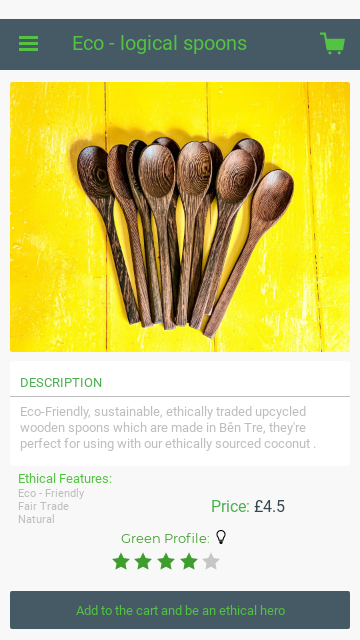 Eco - logical spoons
DESCRIPTION
Eco-Friendly, sustainable, ethically traded upcycled
wooden spoons which are made in Bến Tre, they're
perfect for using with our ethically sourced coconut .
Ethical Features:
Eco - Friendly
Fair Trade
Natural
Price: £4.5
Green Profile:
Add to the cart and be an ethical hero